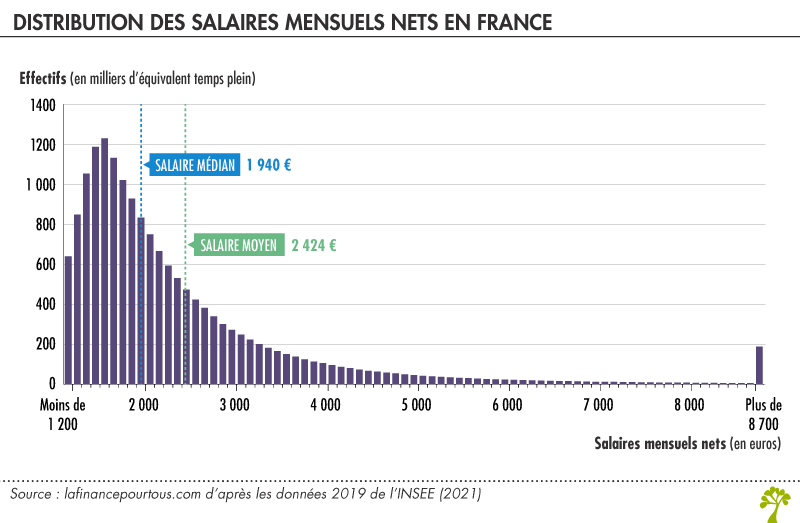 DISTRIBUTION DES SALAIRES MENSUELS NETS EN FRANCE
Effectifs (en milliers d'équivalent temps plein)
1400
1200
1 000
800
600
400
200
0
SALAIRE MÉDIAN 1 940 €
SALAIRE MOYEN 2 424 €
Moins de
1 200
2 000
3 000
4 000
5 000
6 000
7 000
8 000
Plus de
8 700
Salaires mensuels nets (en euros)
Source : lafinancepourtous.com d'après les données 2019 de l'INSEE (2021)